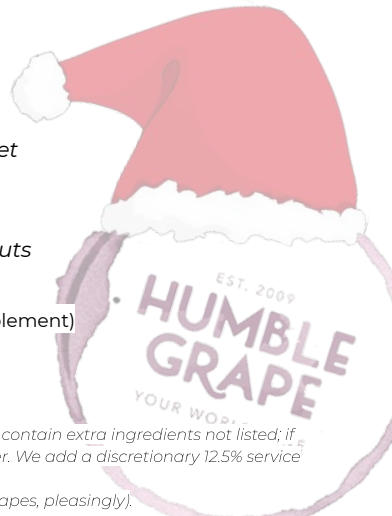 et
uts
EST. 2009
plement)
HUMBLE
GRAPE
YOUR
contain extra ingredients not listed; if
er. We add a discretionary 12.5% service
apes, pleasingly).